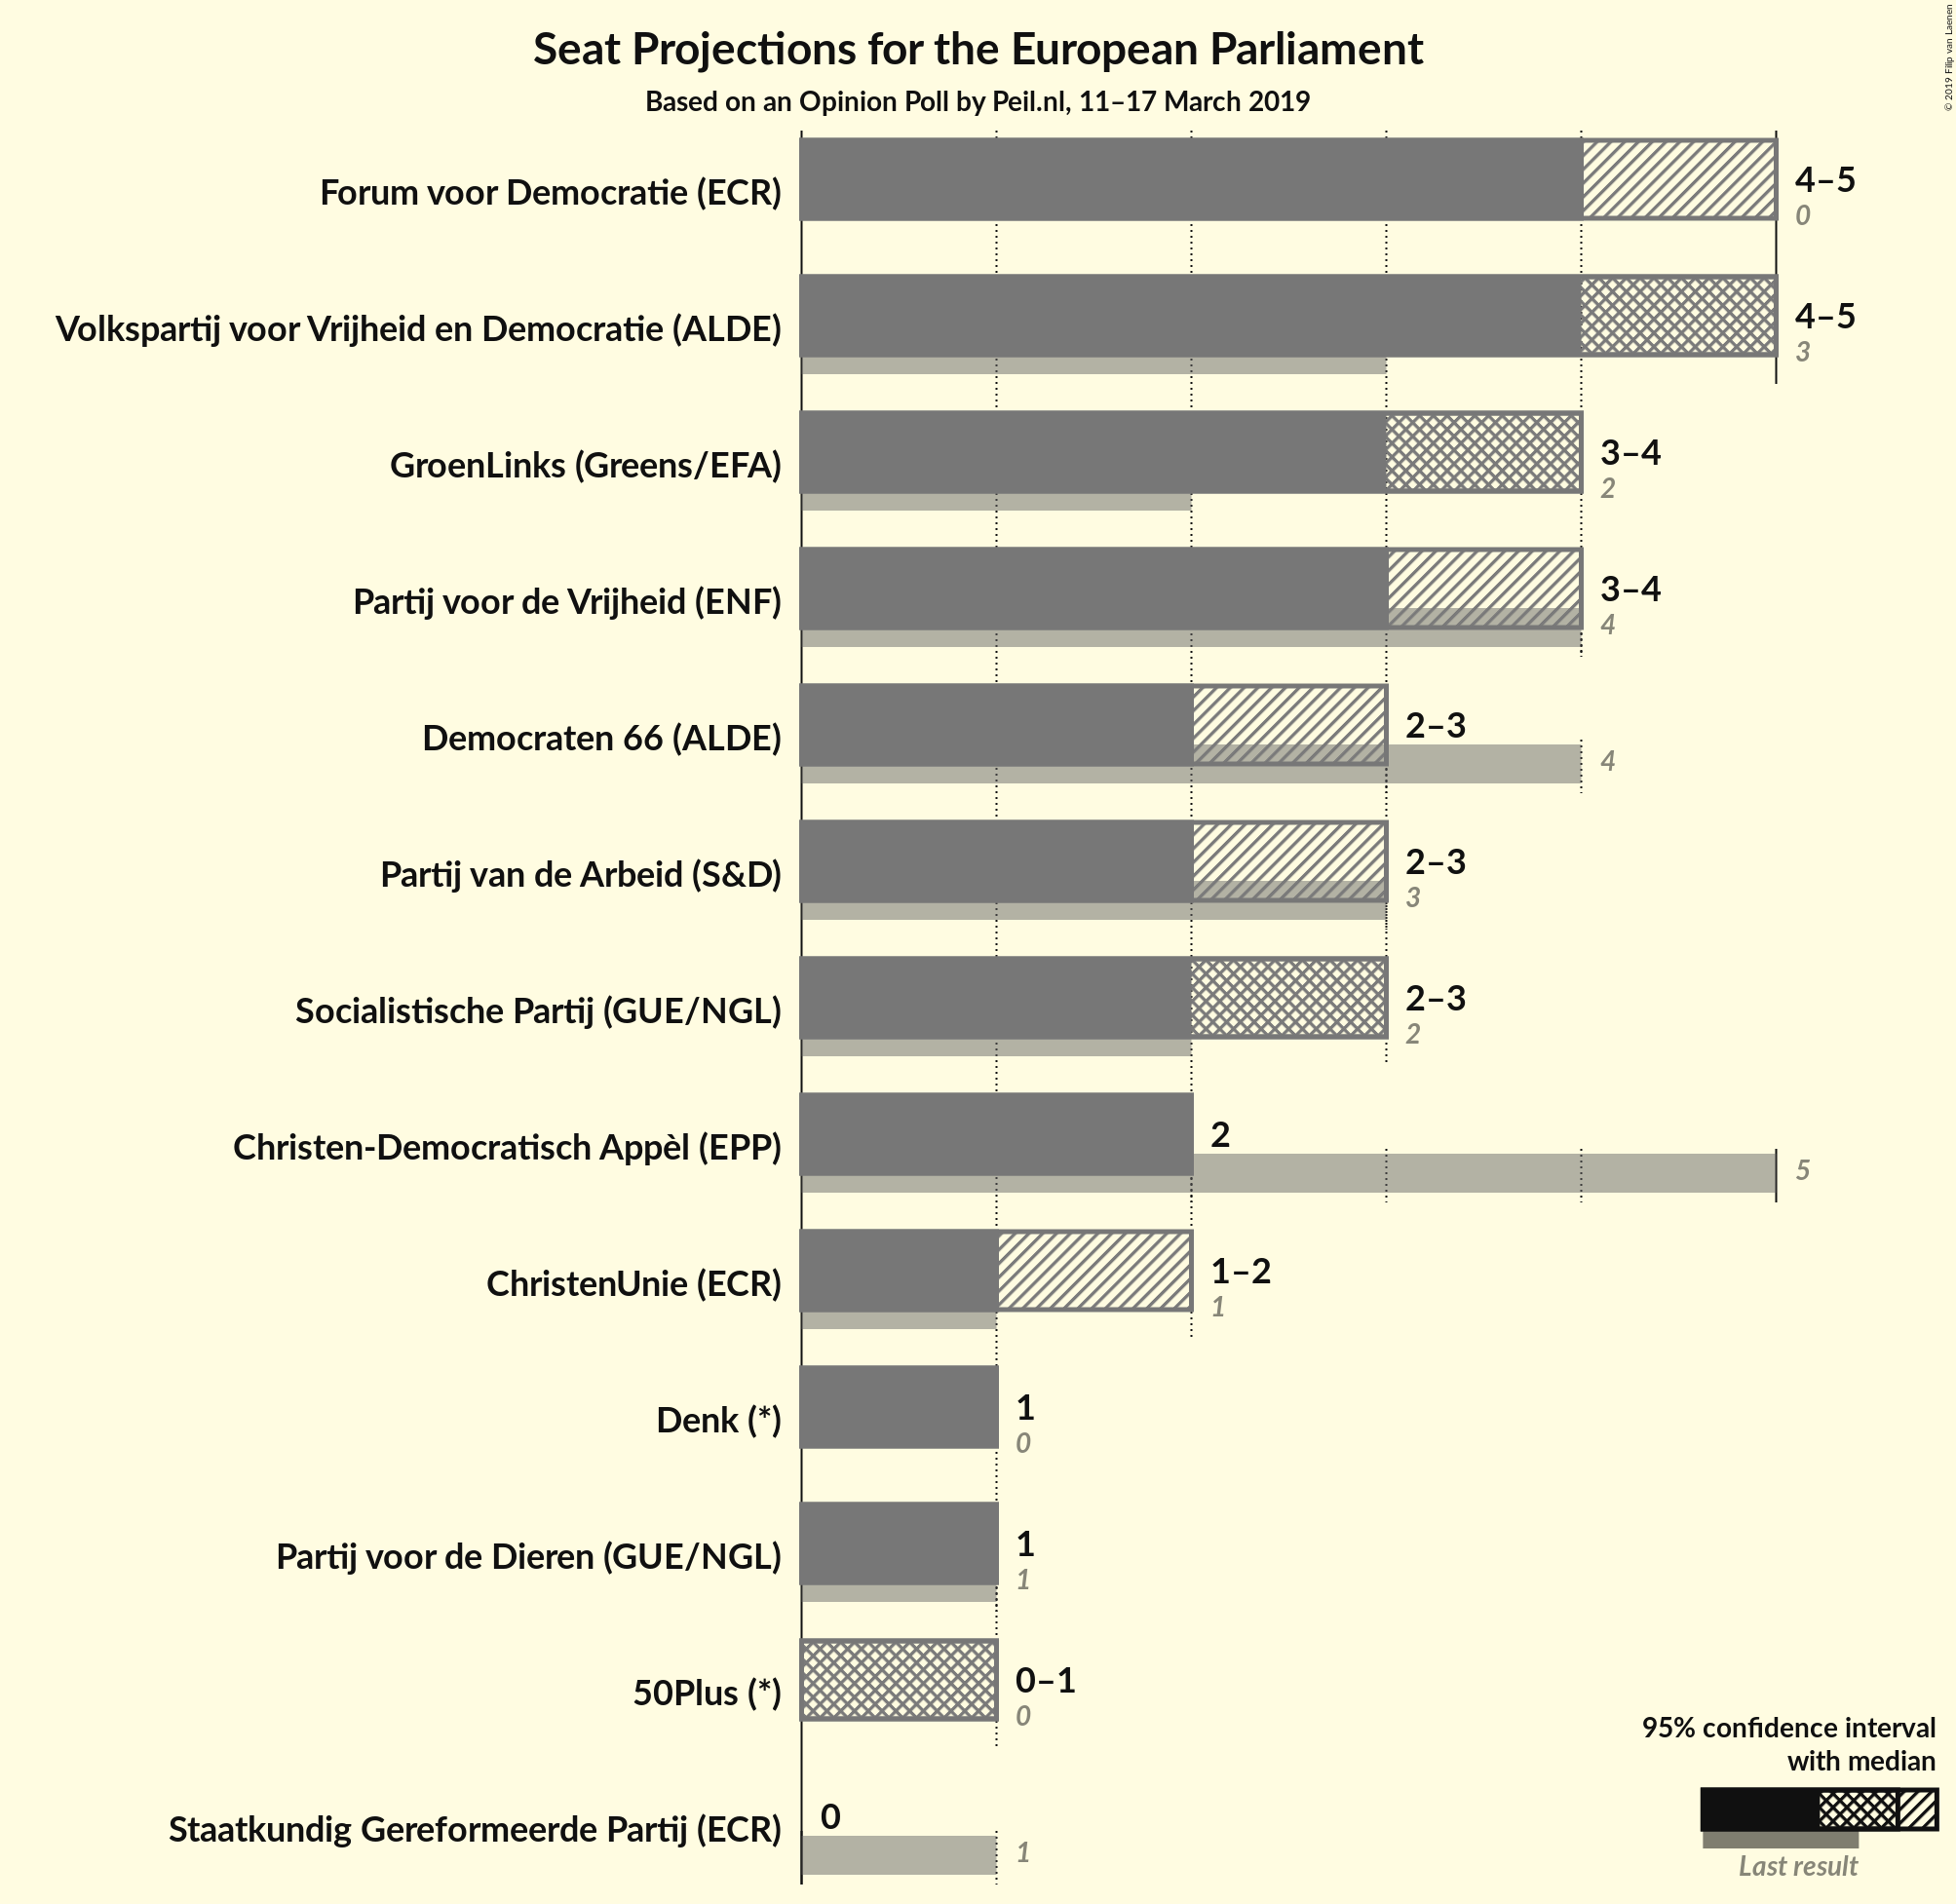 Seat Projections for the European Parliament
Based on an Opinion Poll by Peil.nl, 11–17 March 2019
© 2019 Filip van Laenen
Forum voor Democratie (ECR)
4–5
0
Volkspartij voor Vrijheid en Democratie (ALDE)
4–5
3
GroenLinks (Greens/EFA)
3–4
2
Partij voor de Vrijheid (ENF)
3–4
4
Democraten 66 (ALDE)
2–3
4
Partij van de Arbeid (S&D)
2–3
3
Socialistische Partij (GUE/NGL)
2–3
2
Christen-Democratisch Appèl (EPP)
2
5
ChristenUnie (ECR)
1–2
1
Denk (*)
1
0
Partij voor de Dieren (GUE/NGL)
1
1
50Plus (*)
0–1
0
Staatkundig Gereformeerde Partij (ECR)
0
1
95% confidence interval
with median
Last result